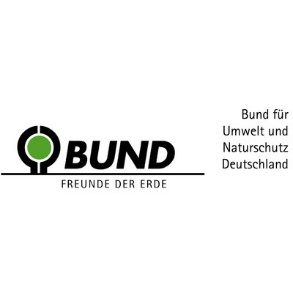 BUND
FREUNDE DER ERDE
Bund für
Umwelt und
Naturschutz
Deutschland